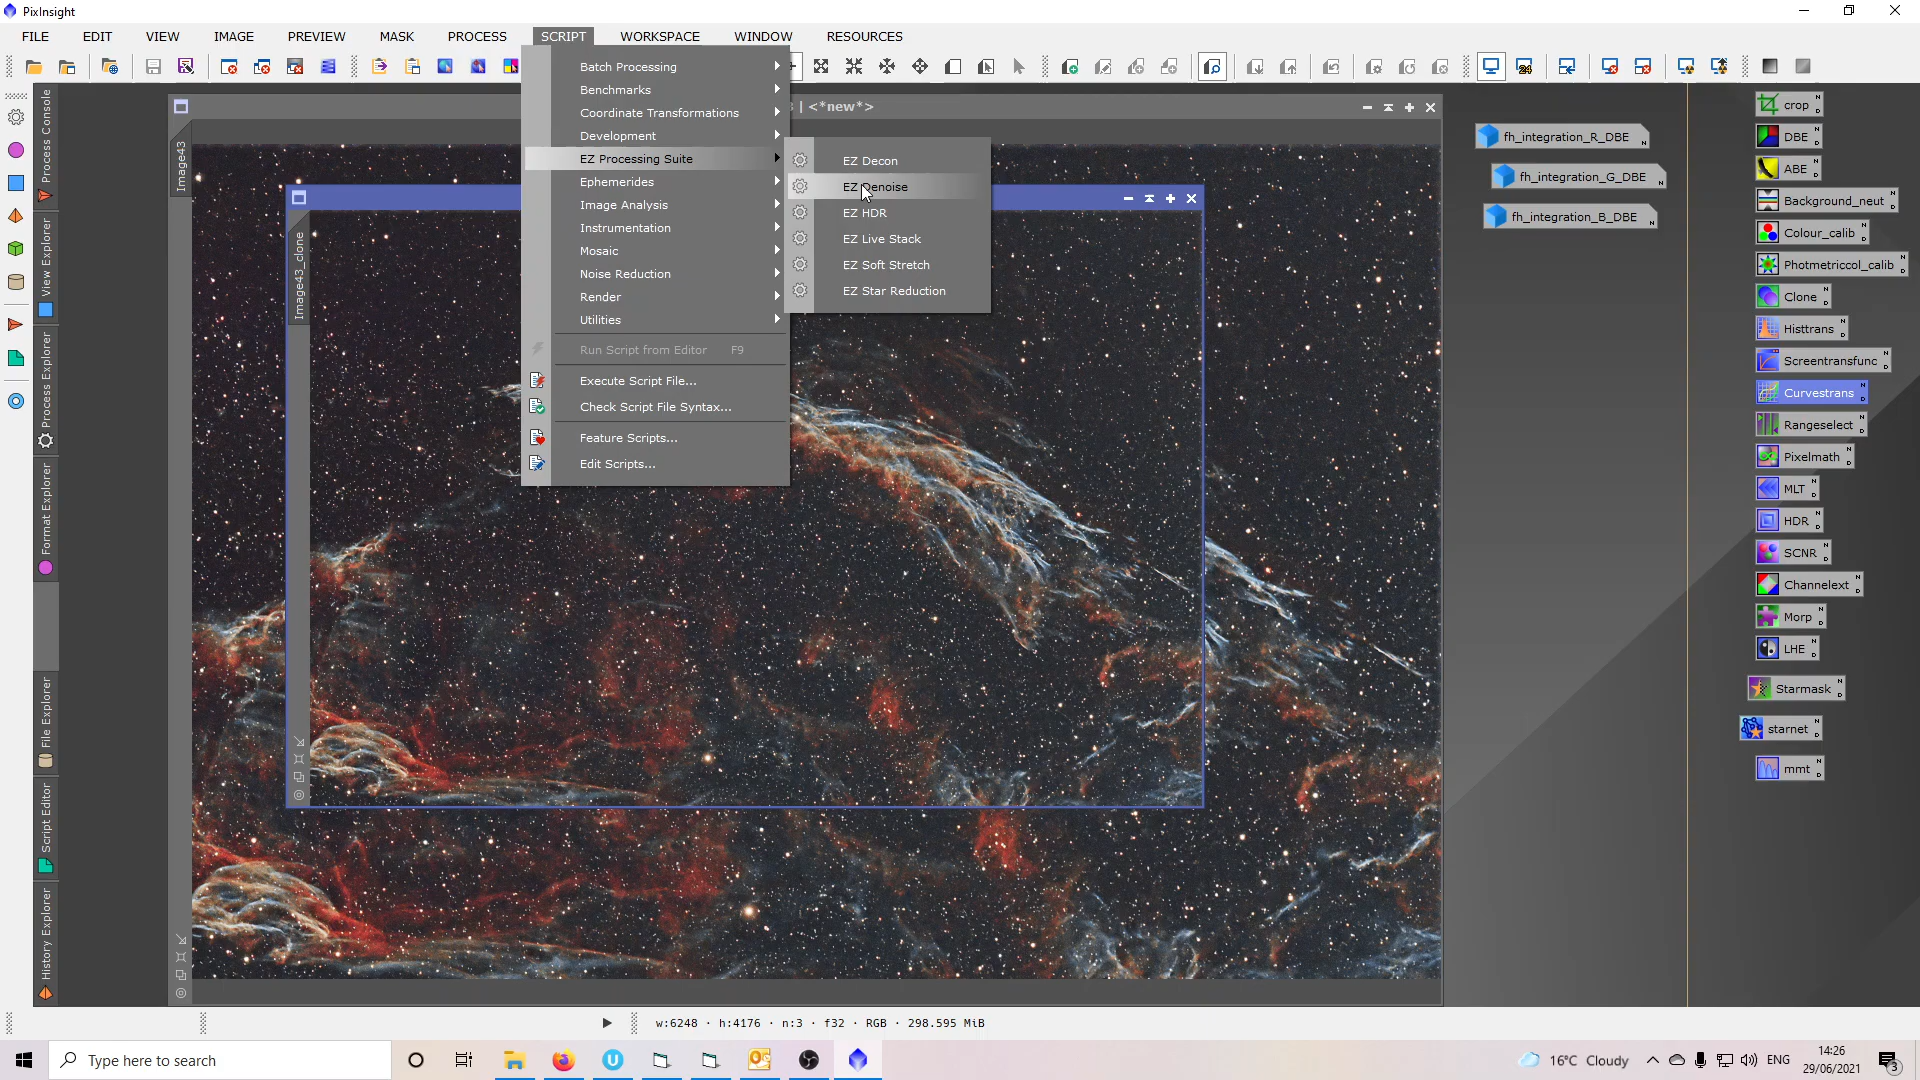 PixInsight
FILE EDIT VIEW IMAGE PREVIEW MASK PROCESS SCRIPT WORKSPACE WINDOW RESOURCES
Batch Processing
Benchmarks
Coordinate Transformations
Development
EZ Processing Suite
Ephemerides
Image Analysis
Instrumentation
Mosaic
Noise Reduction
Render
Utilities
Run Script from Editor F9
Execute Script File...
Check Script File Syntax...
Feature Scripts...
Edit Scripts...
EZ Decon
EZ Denoise
EZ HDR
EZ Live Stack
EZ Soft Stretch
EZ Star Reduction
| <*new*>
Image43
Image43_clone
Process Console
View Explorer
Process Explorer
Format Explorer
File Explorer
Script Editor
History Explorer
fh_integration_R_DBE
fh_integration_G_DBE
fh_integration_B_DBE
crop
DBE
ABE
Background_neut
Colour_calib
Photmetriccol_calib
Clone
Histtrans
Screentransfunc
Curvestrans
Rangeselect
Pixelmath
MLT
HDR
SCNR
Channelext
Morp
LHE
Starmask
starnet
mmt
w:6248 · h:4176 · n:3 · f32 · RGB · 298.595 MiB
Type here to search
16°C Cloudy
ENG
14:26
29/06/2021
3